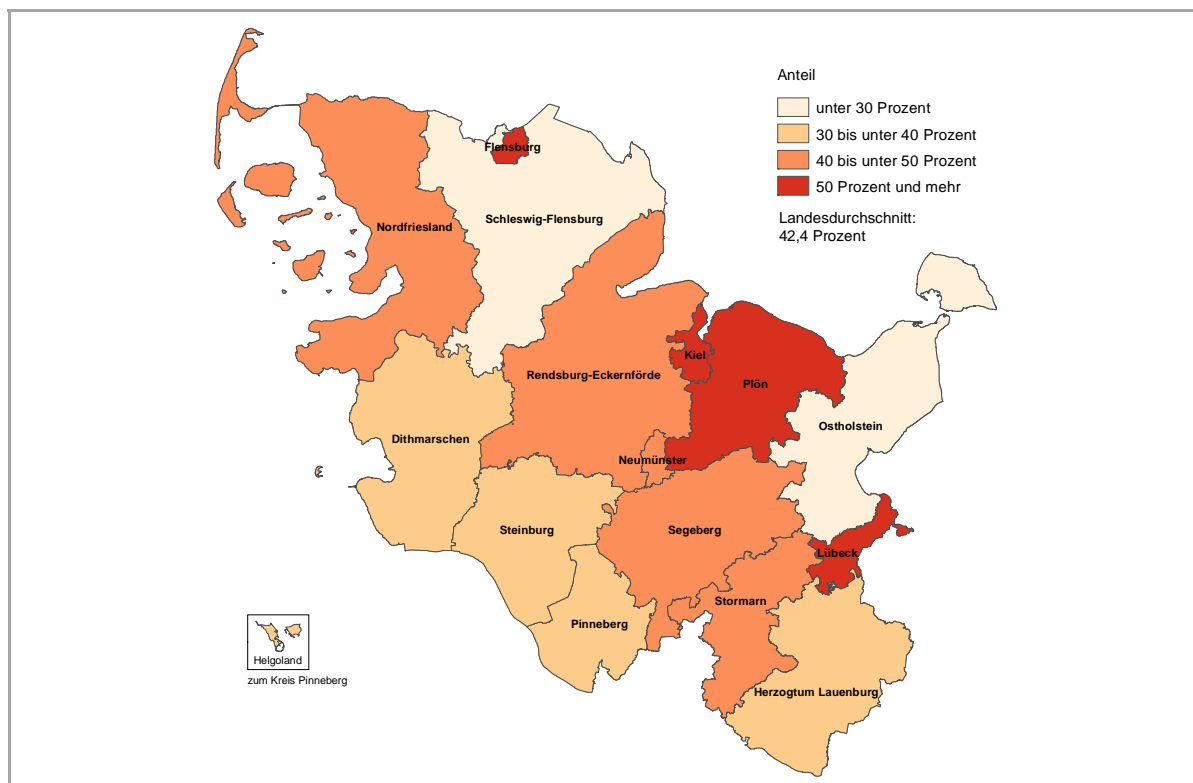 Anteil
unter 30 Prozent
30 bis unter 40 Prozent
40 bis unter 50 Prozent
50 Prozent und mehr
Landesdurchschnitt:
42,4 Prozent
Flensburg
Schleswig-Flensburg
Nordfriesland
Kiel
Rendsburg-Eckernförde
Plön
Ostholstein
Dithmarschen
Neumünster
Steinburg
Segeberg
Lübeck
Stormarn
Pinneberg
Herzogtum Lauenburg
Helgoland
zum Kreis Pinneberg